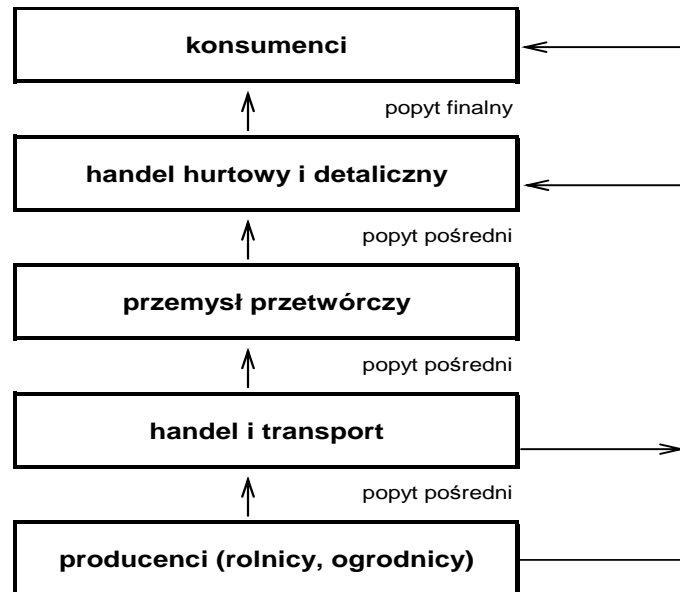 konsumenci
popyt finalny
handel hurtowy i detaliczny
popyt pośredni
przemysł przetwórczy
popyt pośredni
handel i transport
popyt pośredni
producenci (rolnicy, ogrodnicy)